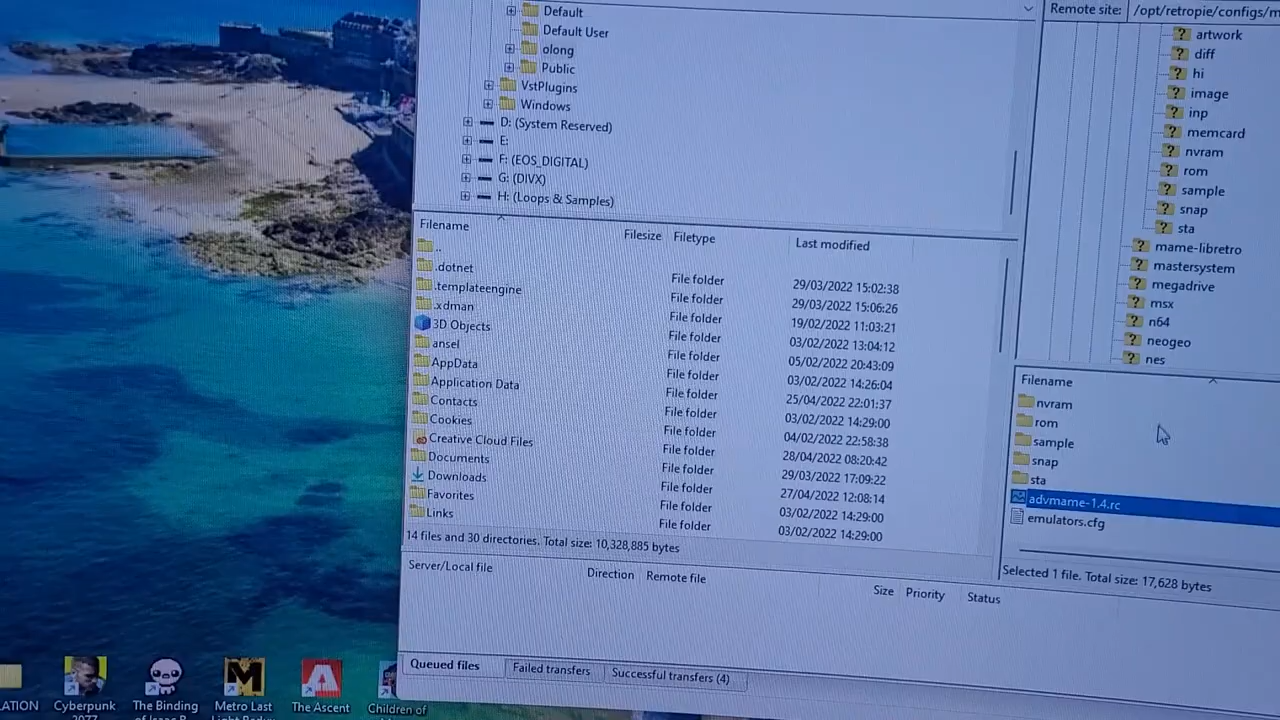 Default
Default User
olong
Public
VstPlugins
Windows
D: (System Reserved)
E:
F: (EOS_DIGITAL)
G: (DIVX)
H: (Loops & Samples)
Remote site: /opt/retropie/configs/m
artwork
diff
hi
image
inp
memcard
nvram
rom
sample
snap
sta
mame-libretro
mastersystem
megadrive
msx
n64
neogeo
nes
Filename Filesize Filetype Last modified
..
.dotnet File folder 29/03/2022 15:02:38
.templateengine File folder 29/03/2022 15:06:26
.xdman File folder 19/02/2022 11:03:21
3D Objects File folder 03/02/2022 13:04:12
ansel File folder 05/02/2022 20:43:09
AppData File folder 03/02/2022 14:26:04
Application Data File folder 25/04/2022 22:01:37
Contacts File folder 03/02/2022 14:29:00
Cookies File folder 04/02/2022 22:58:38
Creative Cloud Files File folder 28/04/2022 08:20:42
Documents File folder 29/03/2022 17:09:22
Downloads File folder 27/04/2022 12:08:14
Favorites File folder 03/02/2022 14:29:00
Links File folder 03/02/2022 14:29:00
14 files and 30 directories. Total size: 10,328,885 bytes
Filename
nvram
rom
sample
snap
sta
advmame-1.4.rc
emulators.cfg
Selected 1 file. Total size: 17,628 bytes
Server/Local file Direction Remote file Size Priority Status
Queued files Failed transfers Successful transfers (4)
LATION
Cyberpunk
2077
The Binding
of Isaac R
Metro Last
Light Redux
The Ascent
Children of